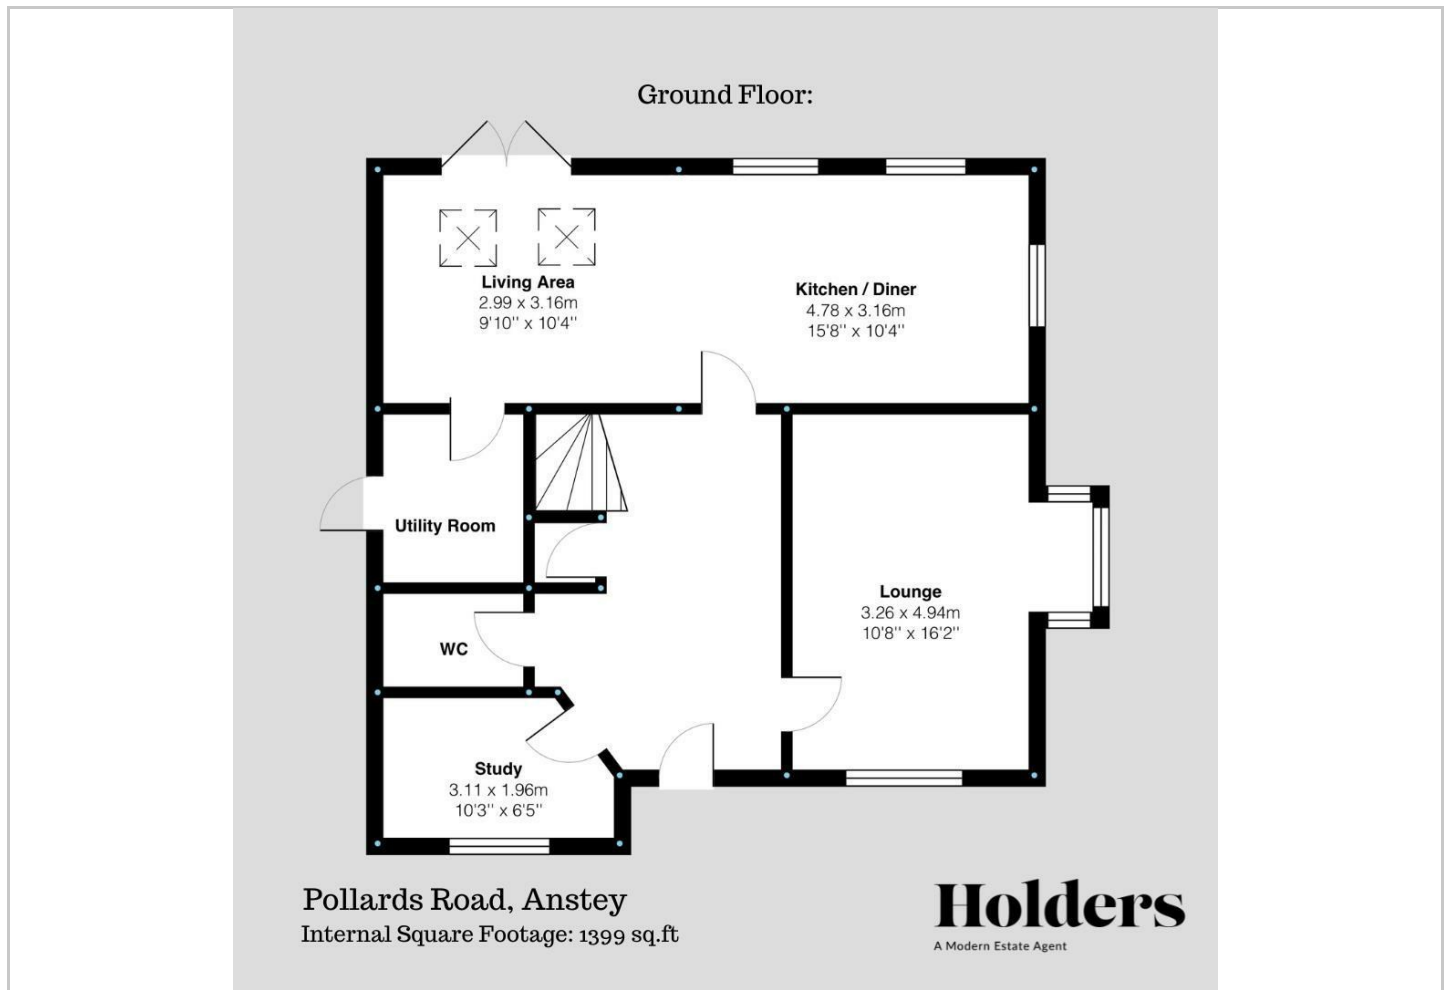 Ground Floor:
Living Area
2.99 x 3.16m
9'10'' x 10'4''
Kitchen / Diner
4.78 x 3.16m
15'8'' x 10'4''
Utility Room
Lounge
3.26 x 4.94m
10'8'' x 16'2''
WC
Study
3.11 x 1.96m
10'3'' x 6'5''
Pollards Road, Anstey
Internal Square Footage: 1399 sq.ft
Holders
A Modern Estate Agent